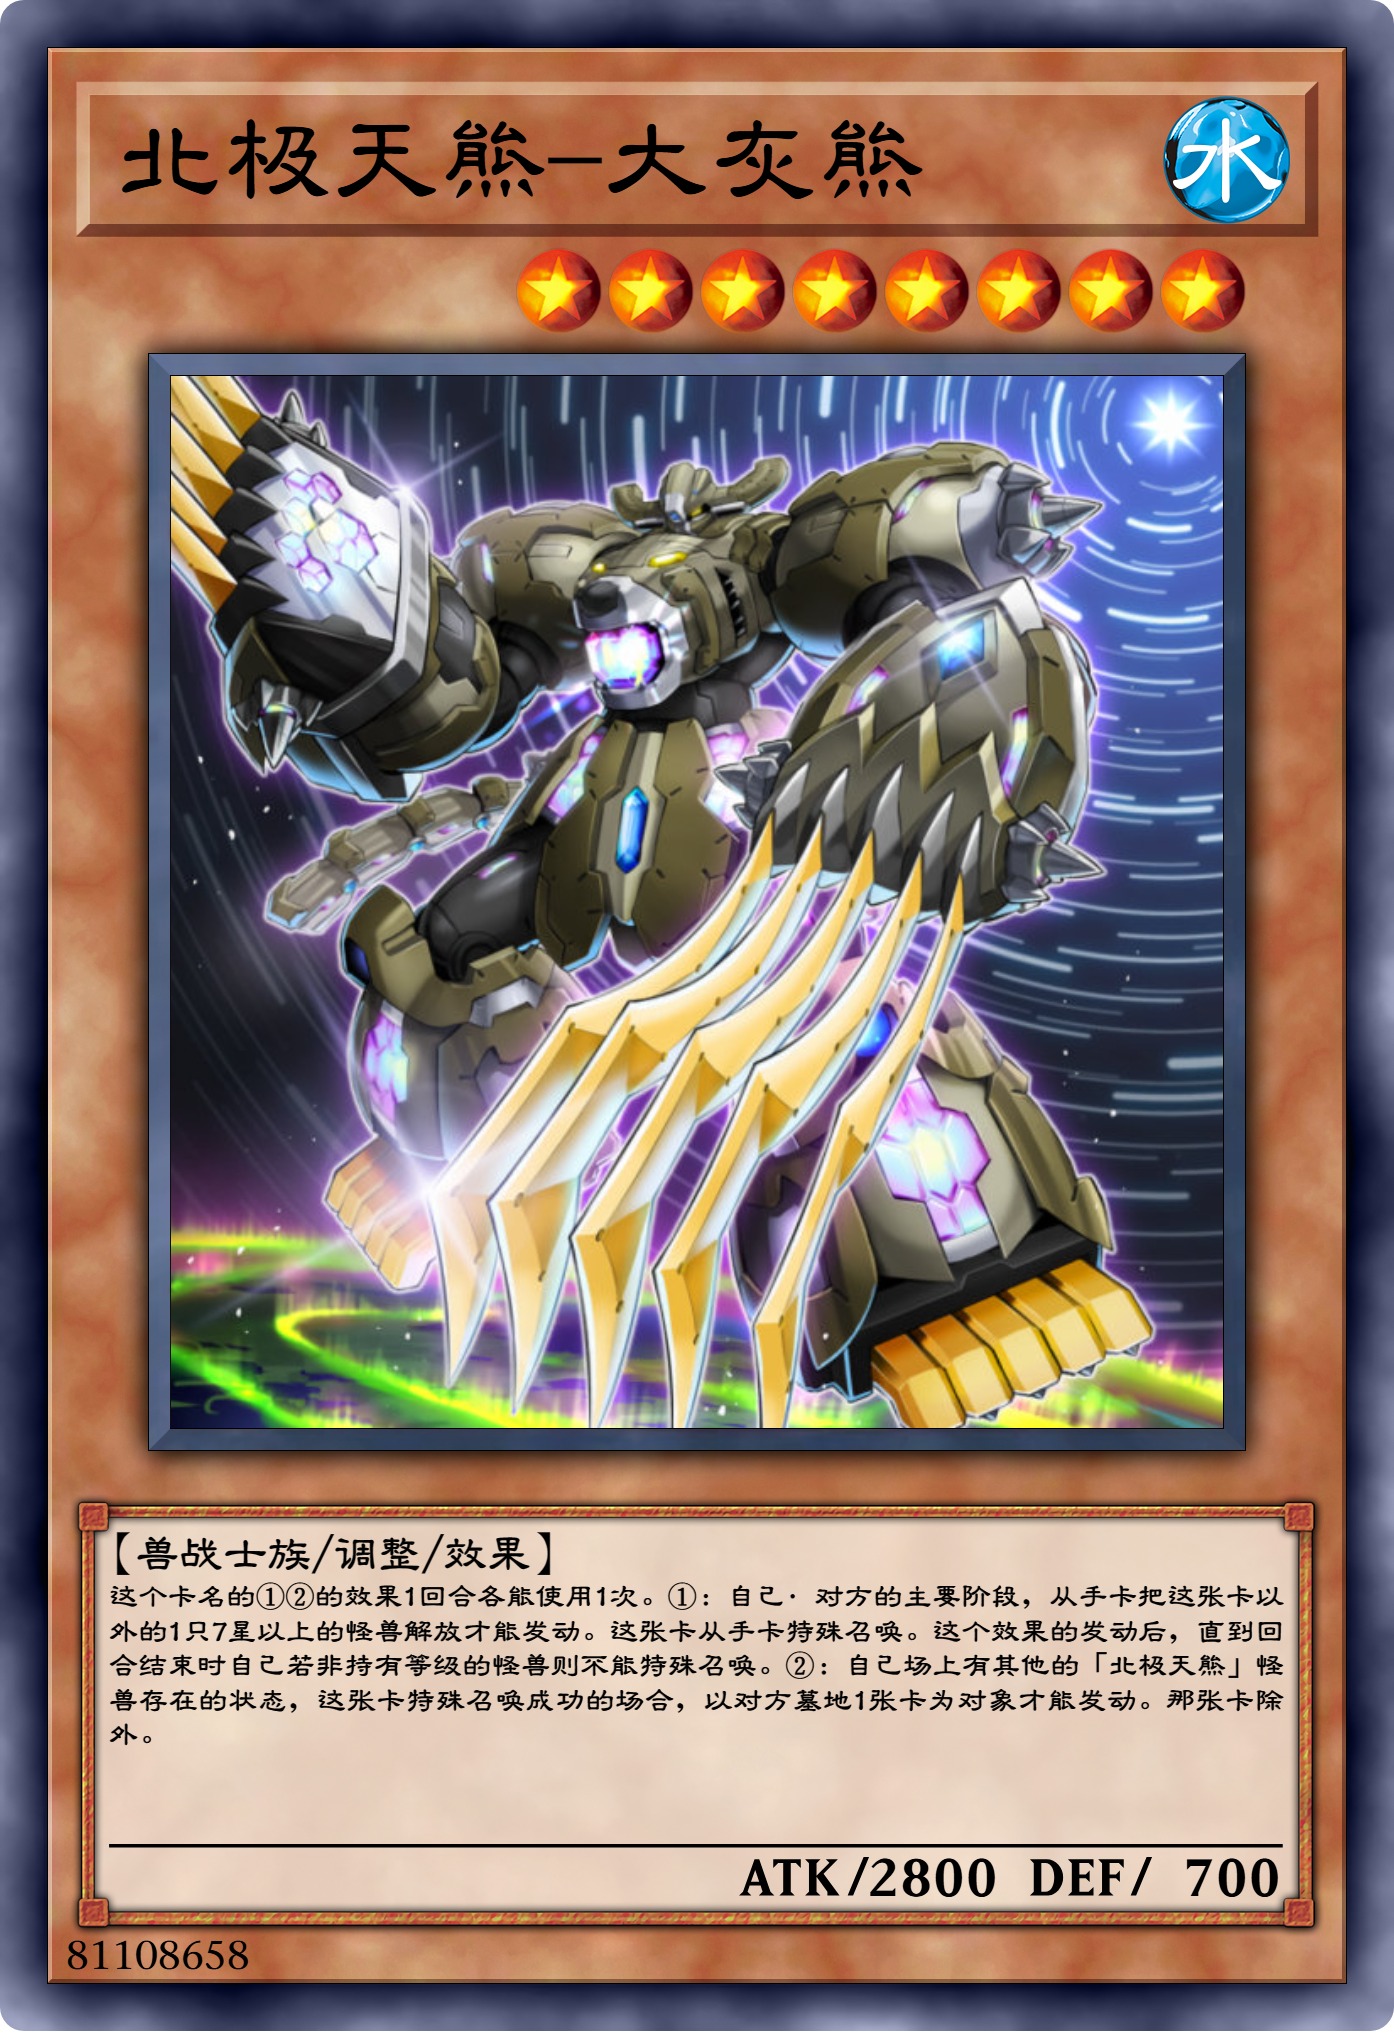 北极天熊-大灰熊
水
【兽战士族/调整/效果】
这个卡名的①②的效果1回合各能使用1次。①：自己·对方的主要阶段，从手卡把这张卡以
外的1只7星以上的怪兽解放才能发动。这张卡从手卡特殊召唤。这个效果的发动后，直到回
合结束时自己若非持有等级的怪兽则不能特殊召唤。②：自己场上有其他的「北极天熊」怪
兽存在的状态，这张卡特殊召唤成功的场合，以对方墓地1张卡为对象才能发动。那张卡除
外。
ATK/2800 DEF/ 700
81108658